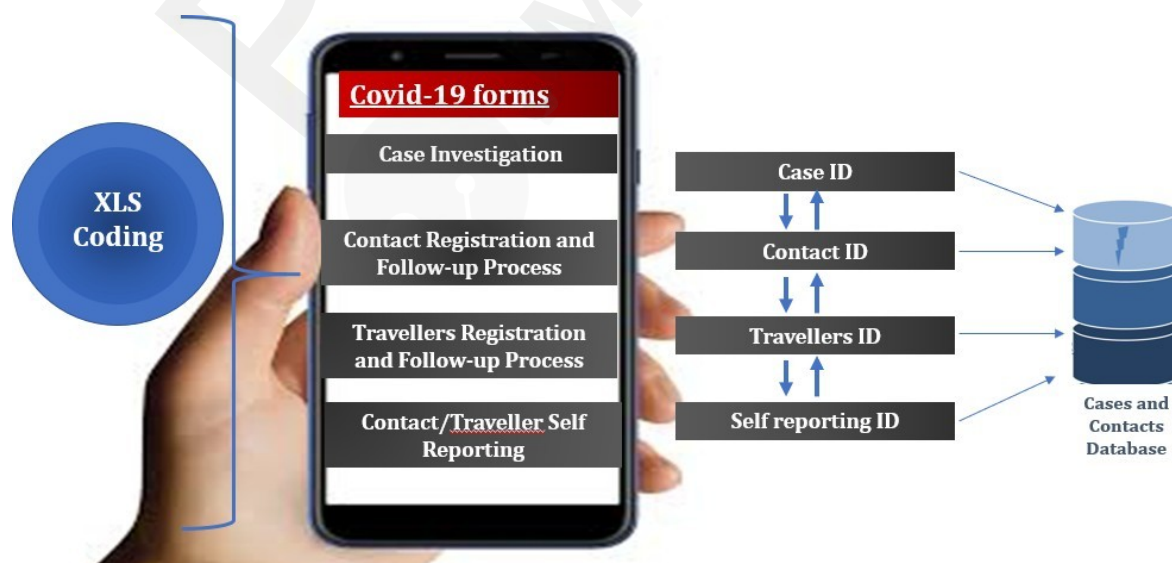 XLS
Coding
Covid-19 forms
Case Investigation
Contact Registration and
Follow-up Process
Travellers Registration
and Follow-up Process
Contact/Traveller Self
Reporting
Case ID
Contact ID
Travellers ID
Self reporting ID
Cases and
Contacts
Database